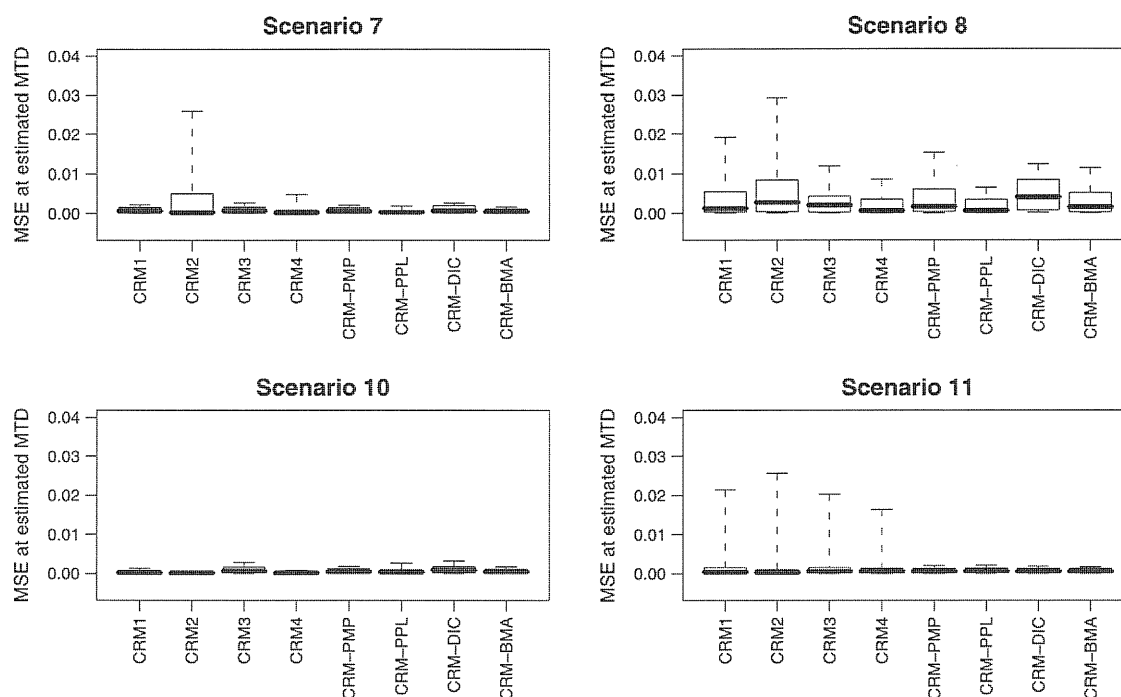 Scenario 7
MSE at estimated MTD
0.04
0.03
0.02
0.01
0.00
CRM1
CRM2
CRM3
CRM4
CRM-PMP
CRM-PPL
CRM-DIC
CRM-BMA
Scenario 8
MSE at estimated MTD
0.04
0.03
0.02
0.01
0.00
CRM1
CRM2
CRM3
CRM4
CRM-PMP
CRM-PPL
CRM-DIC
CRM-BMA
Scenario 10
MSE at estimated MTD
0.04
0.03
0.02
0.01
0.00
CRM1
CRM2
CRM3
CRM4
CRM-PMP
CRM-PPL
CRM-DIC
CRM-BMA
Scenario 11
MSE at estimated MTD
0.04
0.03
0.02
0.01
0.00
CRM1
CRM2
CRM3
CRM4
CRM-PMP
CRM-PPL
CRM-DIC
CRM-BMA